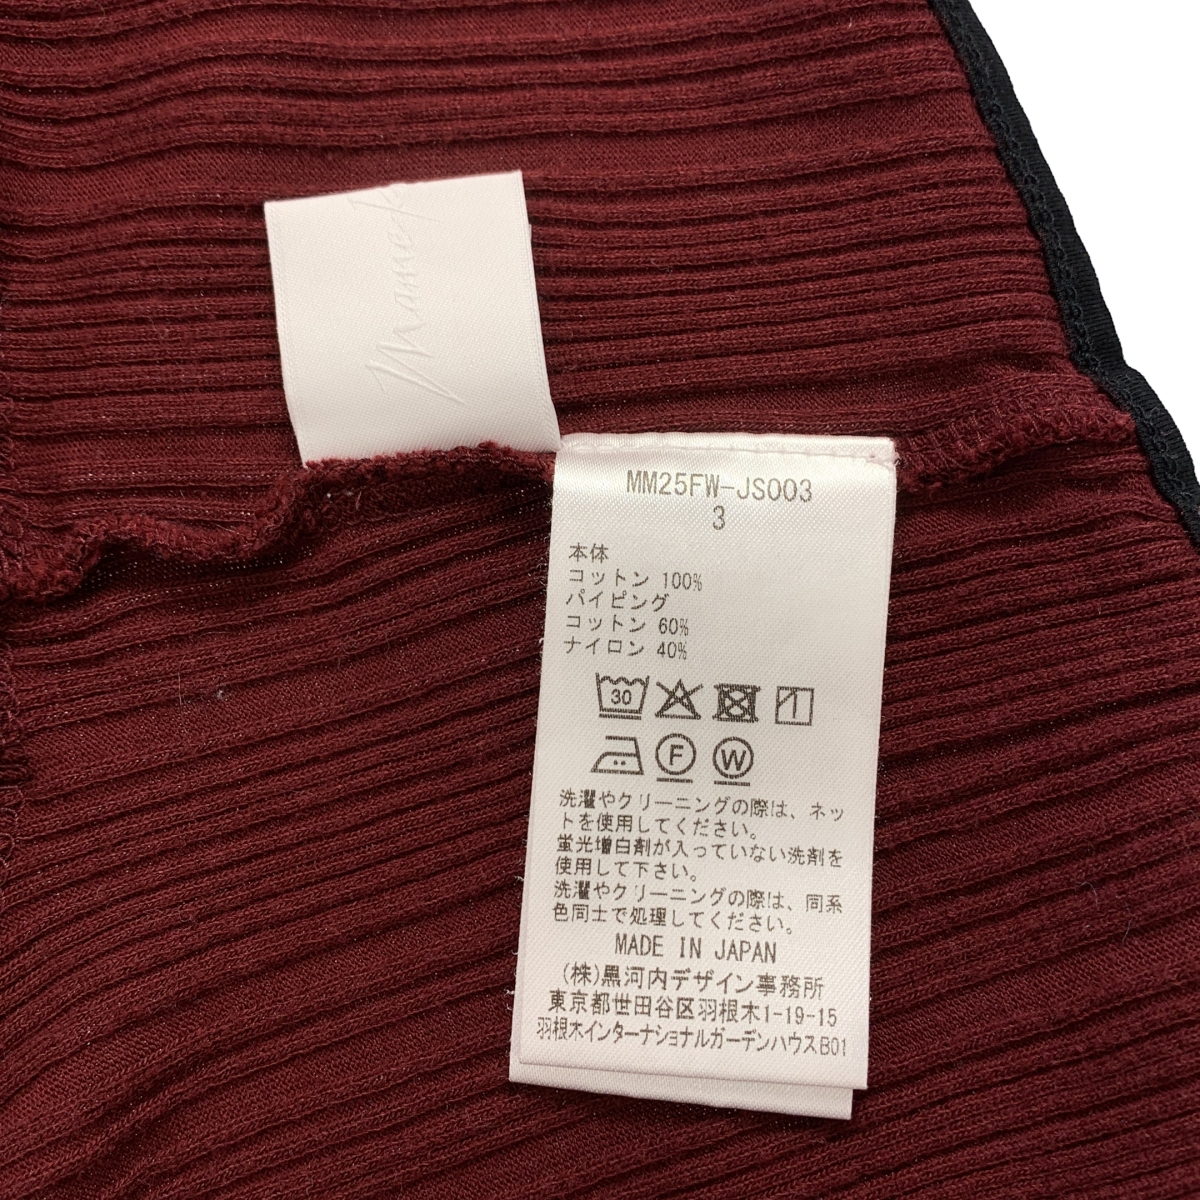 MM25FW-JS003
3
本体
コットン 100%
パイピング
コットン 60%
ナイロン 40%
30
F
W
洗濯やクリーニングの際は、ネッ
トを使用してください。
蛍光増白剤が入っていない洗剤を
使用して下さい。
洗濯やクリーニングの際は、同系
色同士で処理してください。
MADE IN JAPAN
(株)黒河内デザイン事務所
東京都世田谷区羽根木1-19-15
羽根木インターナショナルガーデンハウスB01